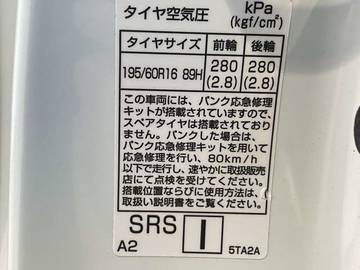 タイヤ空気圧 kPa
(kgf/cm²)
タイヤサイズ 前輪 後輪
195/60R16 89H 280 280
(2.8) (2.8)
この車両には、パンク応急修理
キットが搭載されていますので、
スペアタイヤは搭載されており
ません。パンクした場合は、
パンク応急修理キットを用いて
応急修理を行い、80km/h
以下で走行し、速やかに取扱販売
店にて点検を受けてください。
搭載位置ならびに使用方法は、
取扱い説明書をご覧ください。
SRS I
A2 5TA2A